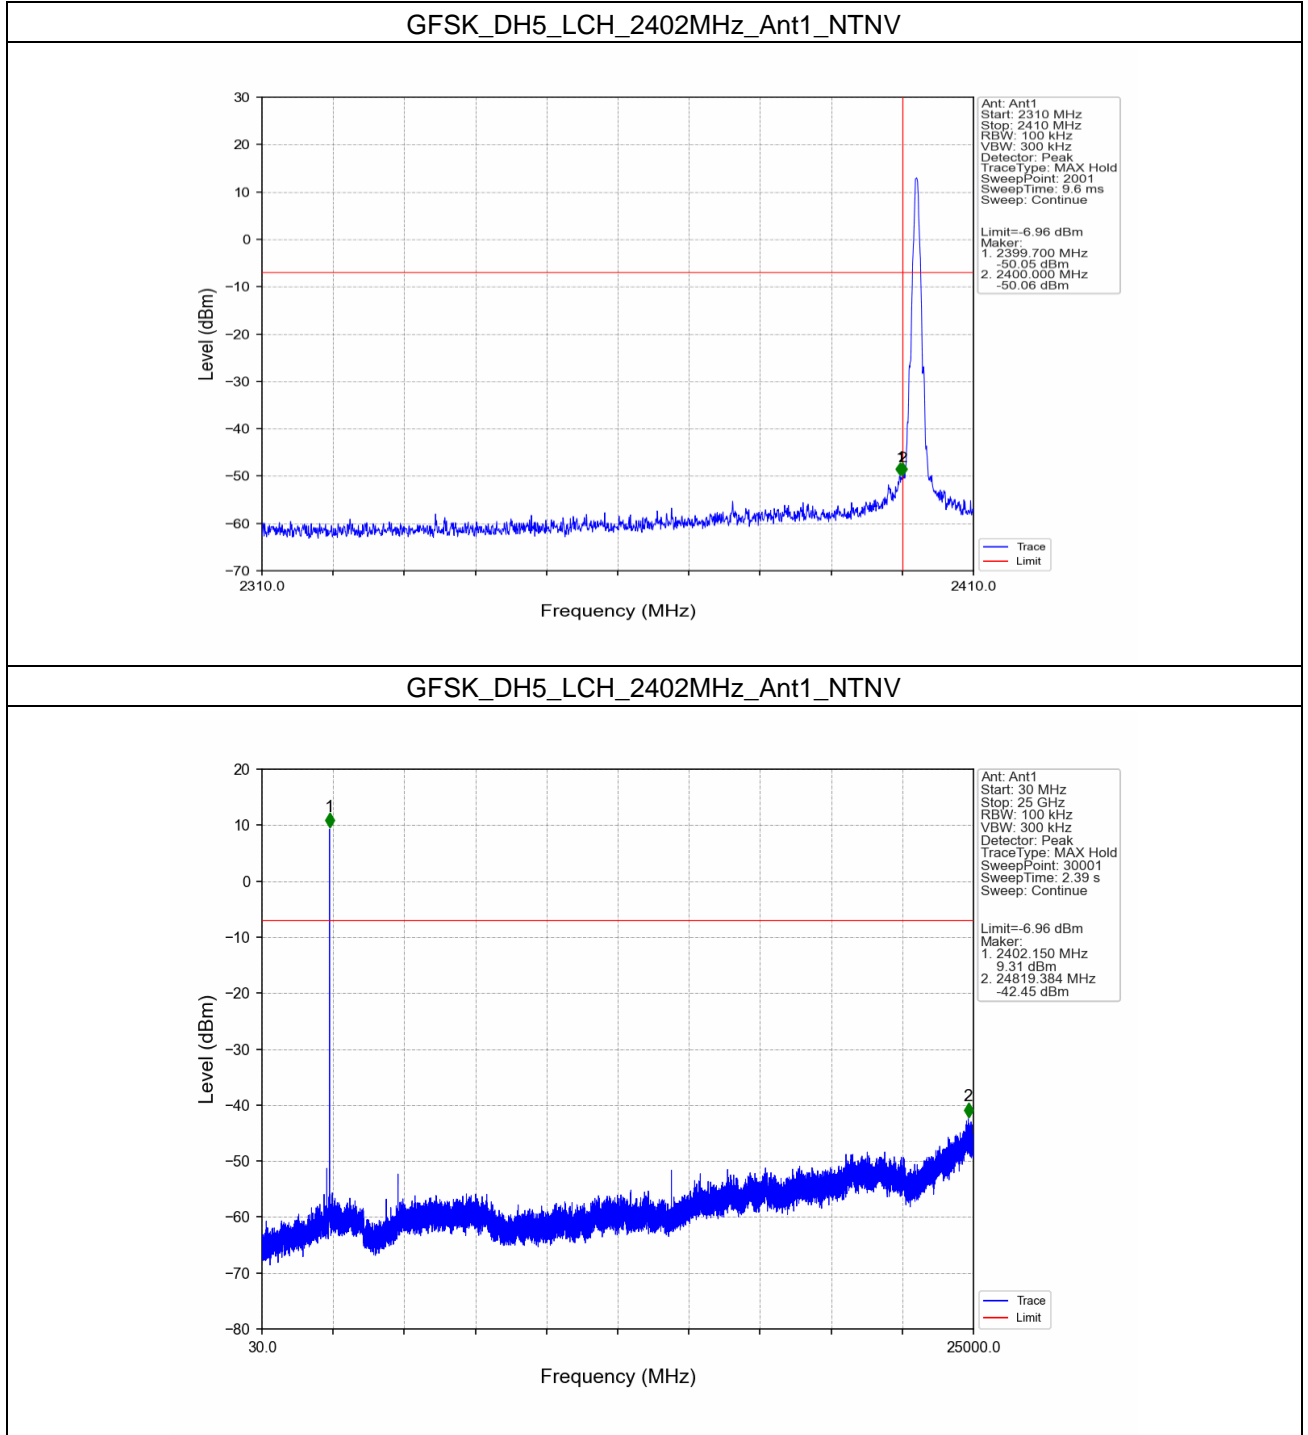 GFSK_DH5_LCH_2402MHz_Ant1_NTNV
30
20
10
0
−10
−20
−30
−40
−50
−60
−70
Level (dBm)
2310.0
2410.0
Frequency (MHz)
1
2
Ant: Ant1
Start: 2310 MHz
Stop: 2410 MHz
RBW: 100 kHz
VBW: 300 kHz
Detector: Peak
TraceType: MAX Hold
SweepPoint: 2001
SweepTime: 9.6 ms
Sweep: Continue
Limit=-6.96 dBm
Maker:
1. 2399.700 MHz
-50.05 dBm
2. 2400.000 MHz
-50.06 dBm
Trace
Limit
GFSK_DH5_LCH_2402MHz_Ant1_NTNV
20
10
0
−10
−20
−30
−40
−50
−60
−70
−80
Level (dBm)
30.0
25000.0
Frequency (MHz)
1
2
Ant: Ant1
Start: 30 MHz
Stop: 25 GHz
RBW: 100 kHz
VBW: 300 kHz
Detector: Peak
TraceType: MAX Hold
SweepPoint: 30001
SweepTime: 2.39 s
Sweep: Continue
Limit=-6.96 dBm
Maker:
1. 2402.150 MHz
9.31 dBm
2. 24819.384 MHz
-42.45 dBm
Trace
Limit